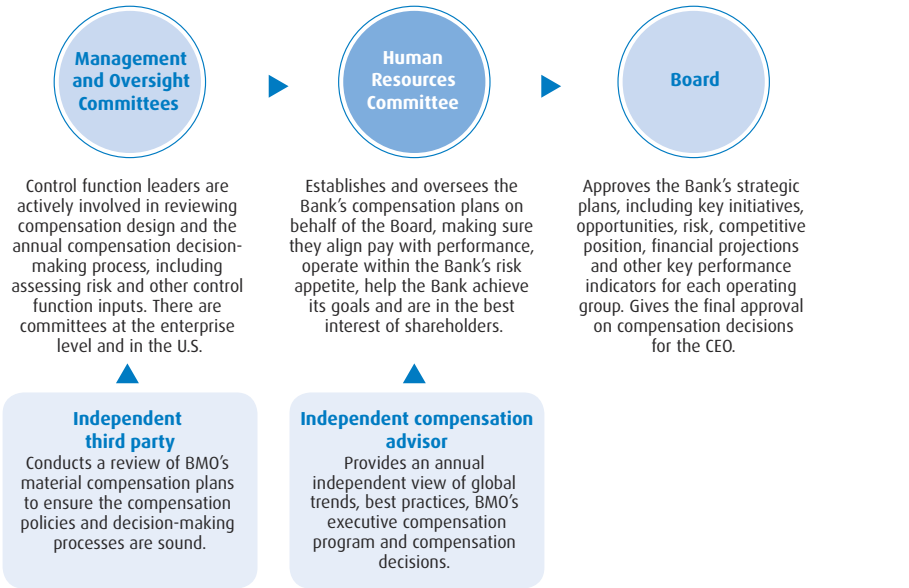 Management
and Oversight
Committees
Human
Resources
Committee
Board
Control function leaders are
actively involved in reviewing
compensation design and the
annual compensation decision-
making process, including
assessing risk and other control
function inputs. There are
committees at the enterprise
level and in the U.S.
Establishes and oversees the
Bank’s compensation plans on
behalf of the Board, making sure
they align pay with performance,
operate within the Bank’s risk
appetite, help the Bank achieve
its goals and are in the best
interest of shareholders.
Approves the Bank’s strategic
plans, including key initiatives,
opportunities, risk, competitive
position, financial projections
and other key performance
indicators for each operating
group. Gives the final approval
on compensation decisions
for the CEO.
Independent
third party
Conducts a review of BMO’s
material compensation plans
to ensure the compensation
policies and decision-making
processes are sound.
Independent compensation
advisor
Provides an annual
independent view of global
trends, best practices, BMO’s
executive compensation
program and compensation
decisions.